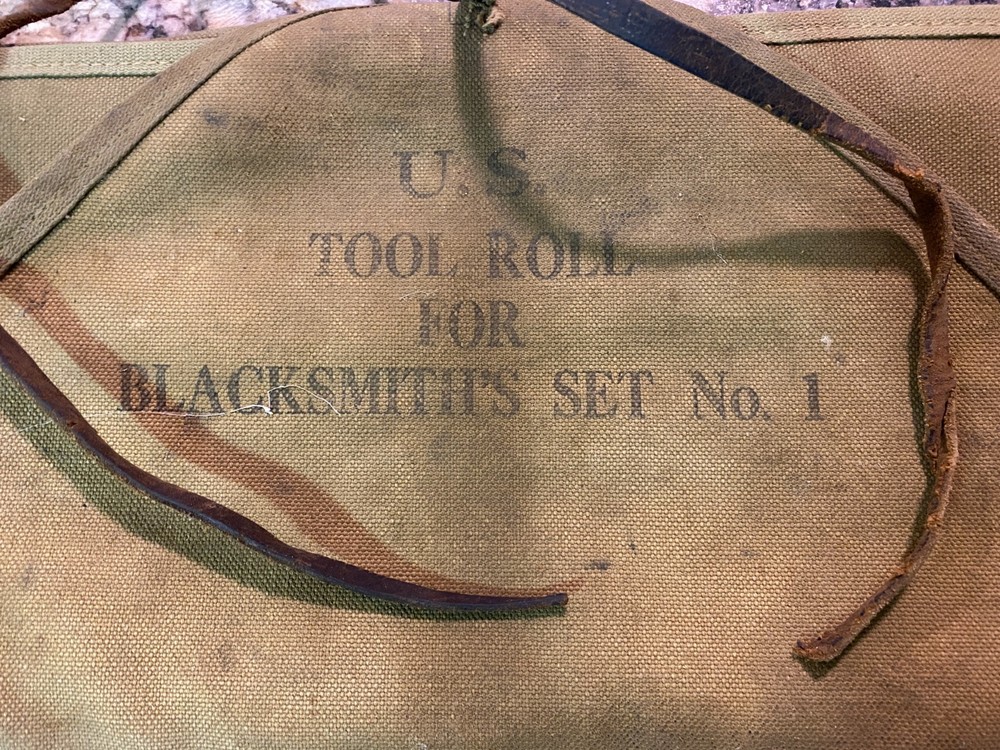 U.S.
TOOL ROLL
FOR
BLACKSMITH'S SET No. 1